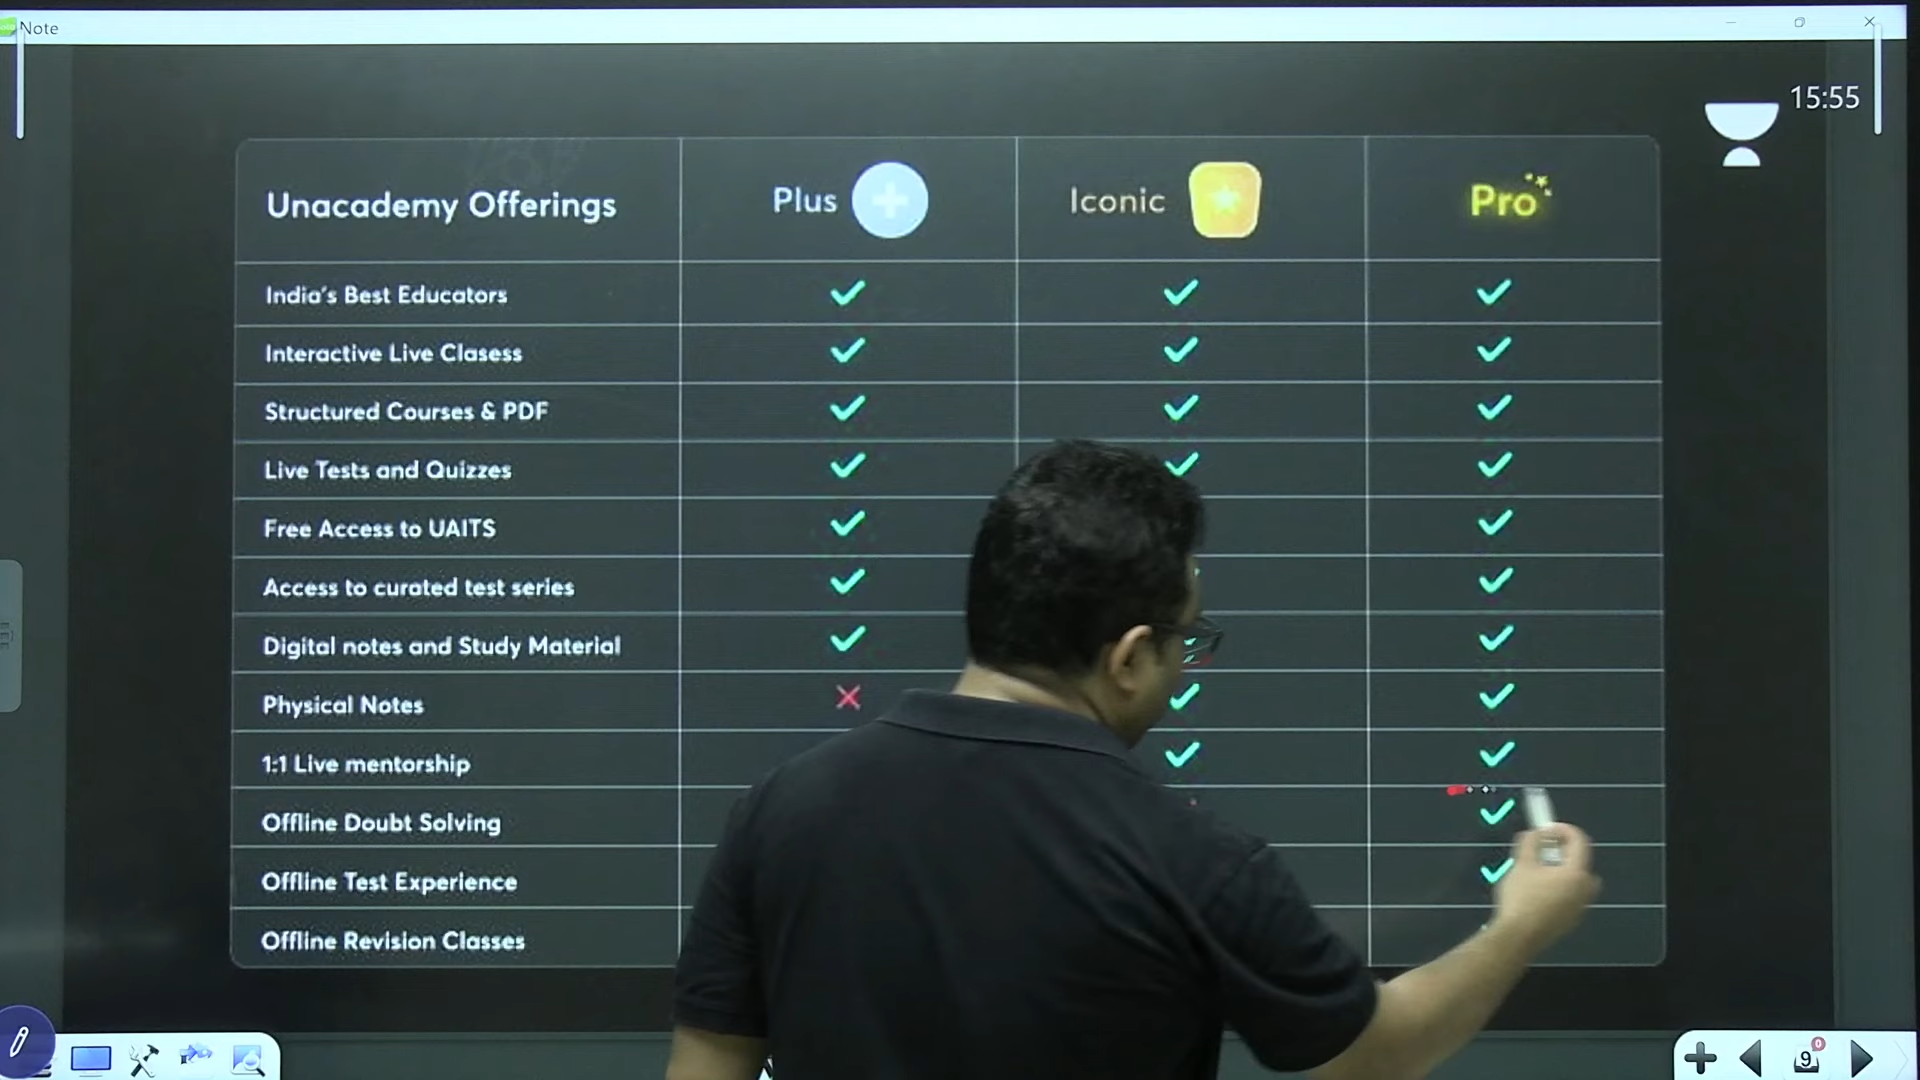 Note
15:55
Unacademy Offerings Plus Iconic Pro
India's Best Educators
Interactive Live Clasess
Structured Courses & PDF
Live Tests and Quizzes
Free Access to UAITS
Access to curated test series
Digital notes and Study Material
Physical Notes
1:1 Live mentorship
Offline Doubt Solving
Offline Test Experience
Offline Revision Classes
9
0